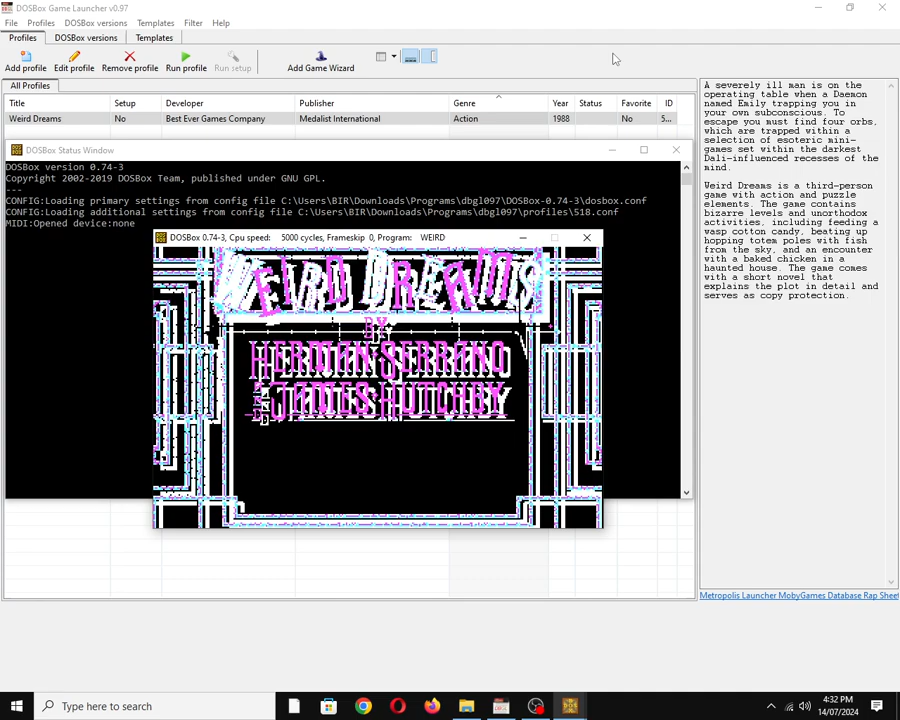 DOSBox Game Launcher v0.97
File Profiles DOSBox versions Templates Filter Help
Profiles DOSBox versions Templates
Add profile Edit profile Remove profile Run profile Run setup Add Game Wizard
All Profiles
Title Setup Developer Publisher Genre Year Status Favorite ID
Weird Dreams No Best Ever Games Company Medalist International Action 1988 No 5...
DOSBox Status Window
DOSBox version 0.74-3
Copyright 2002-2019 DOSBox Team, published under GNU GPL.
---
CONFIG:Loading primary settings from config file C:\Users\BIR\Downloads\Programs\dbgl097\DOSBox-0.74-3\dosbox.conf
CONFIG:Loading additional settings from config file C:\Users\BIR\Downloads\Programs\dbgl097\profiles\518.conf
MIDI:Opened device:none
DOSBox 0.74-3, Cpu speed: 5000 cycles, Frameskip 0, Program: WEIRD
WEIRD DREAMS
BY
HERMAN SERRANO
JAMES HUTCHBY
A severely ill man is on the
operating table when a Daemon
named Emily trapping you in
your own subconscious. To
escape you must find four orbs,
which are trapped within a
selection of esoteric mini-
games set within the darkest
Dali-influenced recesses of the
mind.
Weird Dreams is a third-person
game with action and puzzle
elements. The game contains
bizarre levels and unorthodox
activities, including feeding a
wasp cotton candy, beating up
hopping totem poles with fish
from the sky, and an encounter
with a baked chicken in a
haunted house. The game comes
with a short novel that
explains the plot in detail and
serves as copy protection.
Metropolis Launcher MobyGames Database Rap Sheet
Type here to search
4:32 PM
14/07/2024